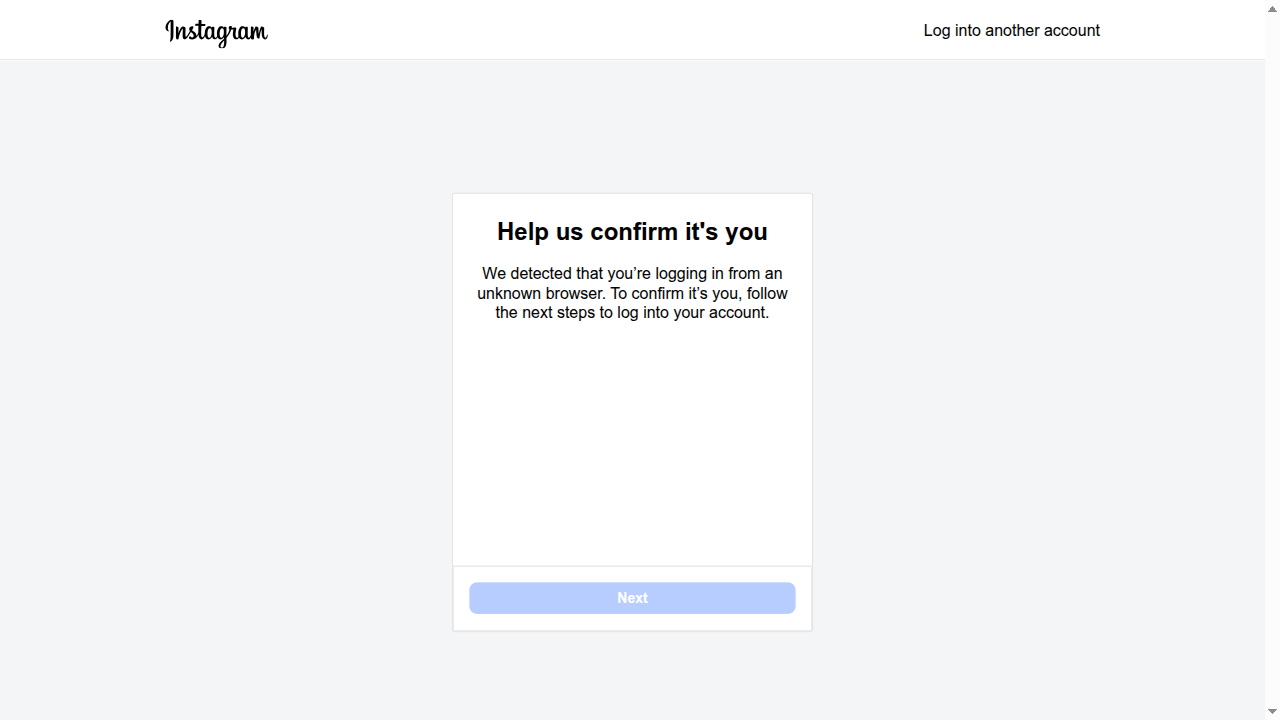 Instagram
Log into another account
Help us confirm it's you
We detected that you’re logging in from an
unknown browser. To confirm it’s you, follow
the next steps to log into your account.
Next